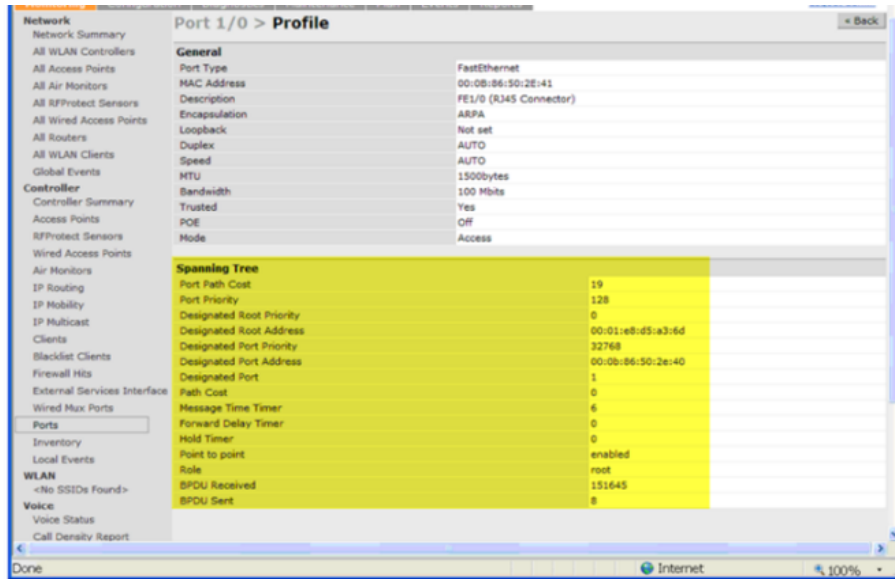 Network
Network Summary
All WLAN Controllers
All Access Points
All Air Monitors
All RFProtect Sensors
All Wired Access Points
All Routers
All WLAN Clients
Global Events
Controller
Controller Summary
Access Points
RFProtect Sensors
Wired Access Points
Air Monitors
IP Routing
IP Mobility
IP Multicast
Clients
Blacklist Clients
Firewall Hits
External Services Interface
Wired Mux Ports
Ports
Inventory
Local Events
WLAN
<No SSIDs Found>
Voice
Voice Status
Call Density Report
Port 1/0 > Profile
< Back
General
Port Type FastEthernet
MAC Address 00:0B:86:50:2E:41
Description FE1/0 (RJ45 Connector)
Encapsulation ARPA
Loopback Not set
Duplex AUTO
Speed AUTO
MTU 1500bytes
Bandwidth 100 Mbits
Trusted Yes
POE Off
Mode Access
Spanning Tree
Port Path Cost 19
Port Priority 128
Designated Root Priority 0
Designated Root Address 00:01:e8:d5:a3:6d
Designated Port Priority 32768
Designated Port Address 00:0b:86:50:2e:40
Designated Port 1
Path Cost 0
Message Time Timer 6
Forward Delay Timer 0
Hold Timer 0
Point to point enabled
Role root
BPDU Received 151645
BPDU Sent 8
Done
Internet
100%